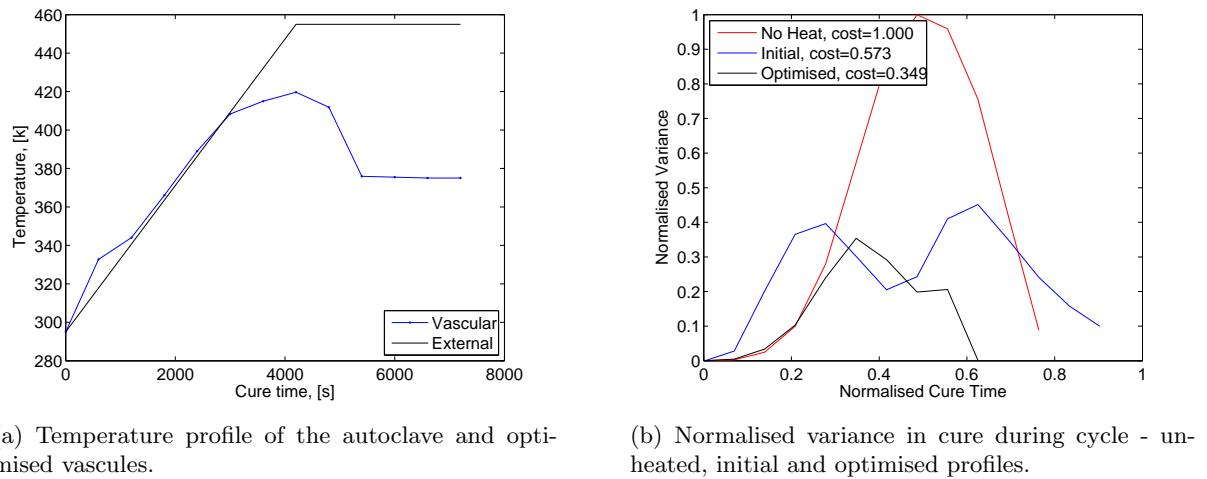 460
440
420
400
380
360
340
320
300
280
0
2000
4000
6000
8000
Temperature, [k]
Cure time, [s]
Vascular
External
1
0.9
0.8
0.7
0.6
0.5
0.4
0.3
0.2
0.1
0
0
0.2
0.4
0.6
0.8
1
Normalised Variance
Normalised Cure Time
No Heat, cost=1.000
Initial, cost=0.573
Optimised, cost=0.349
(a) Temperature profile of the autoclave and opti-
mised vascules.
(b) Normalised variance in cure during cycle - un-
heated, initial and optimised profiles.